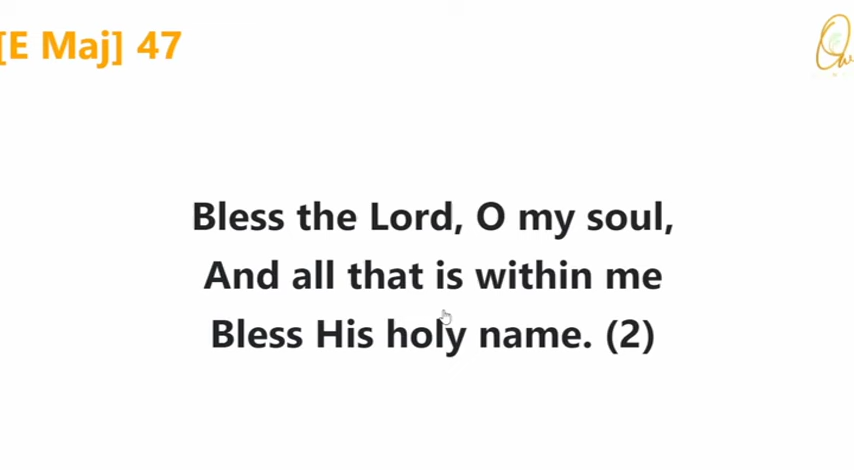 [E Maj] 47
Bless the Lord, O my soul,
And all that is within me
Bless His holy name. (2)